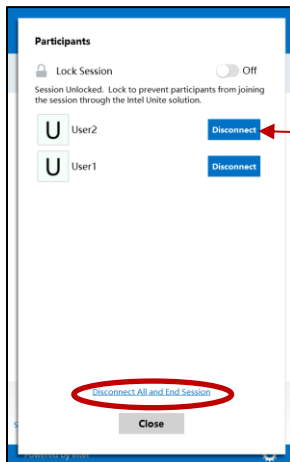 Participants
Lock Session
Off
Session Unlocked. Lock to prevent participants from joining
the session through the Intel Unite solution.
U
User2
Disconnect
U
User1
Disconnect
Disconnect All and End Session
Close
Powered by Intel